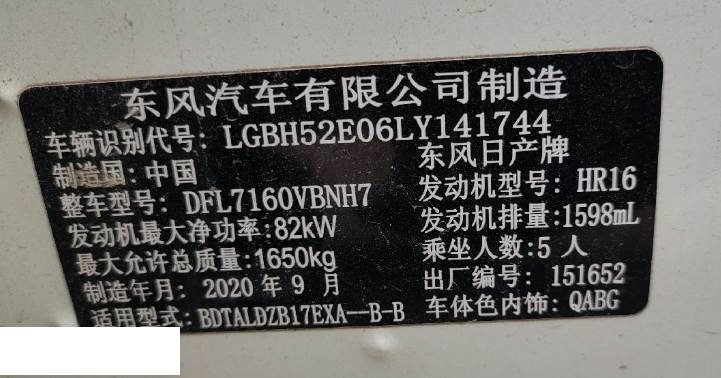 东风汽车有限公司制造
车辆识别代号: LGBH52E06LY141744
制造国: 中国 东风日产牌
整车型号: DFL7160VBNH7 发动机型号: HR16
发动机最大净功率:82kW 发动机排量:1598mL
最大允许总质量:1650kg 乘坐人数:5 人
制造年月: 2020 年 9 月 出厂编号: 151652
适用型式: BDTALDZB17EXA--B-B 车体色内饰: QABG